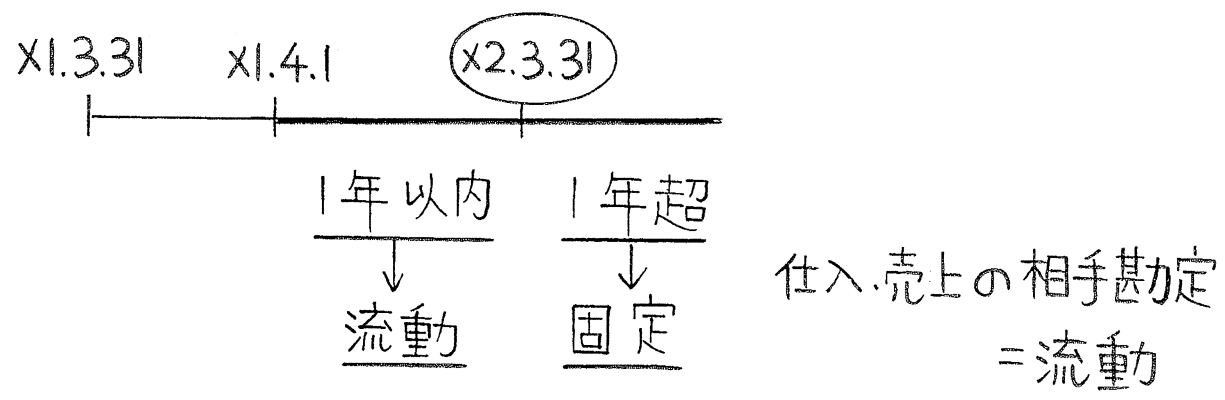 X1.3.31 X1.4.1 X2.3.31
1年以内 1年超
流動 固定
仕入.売上の相手勘定
=流動